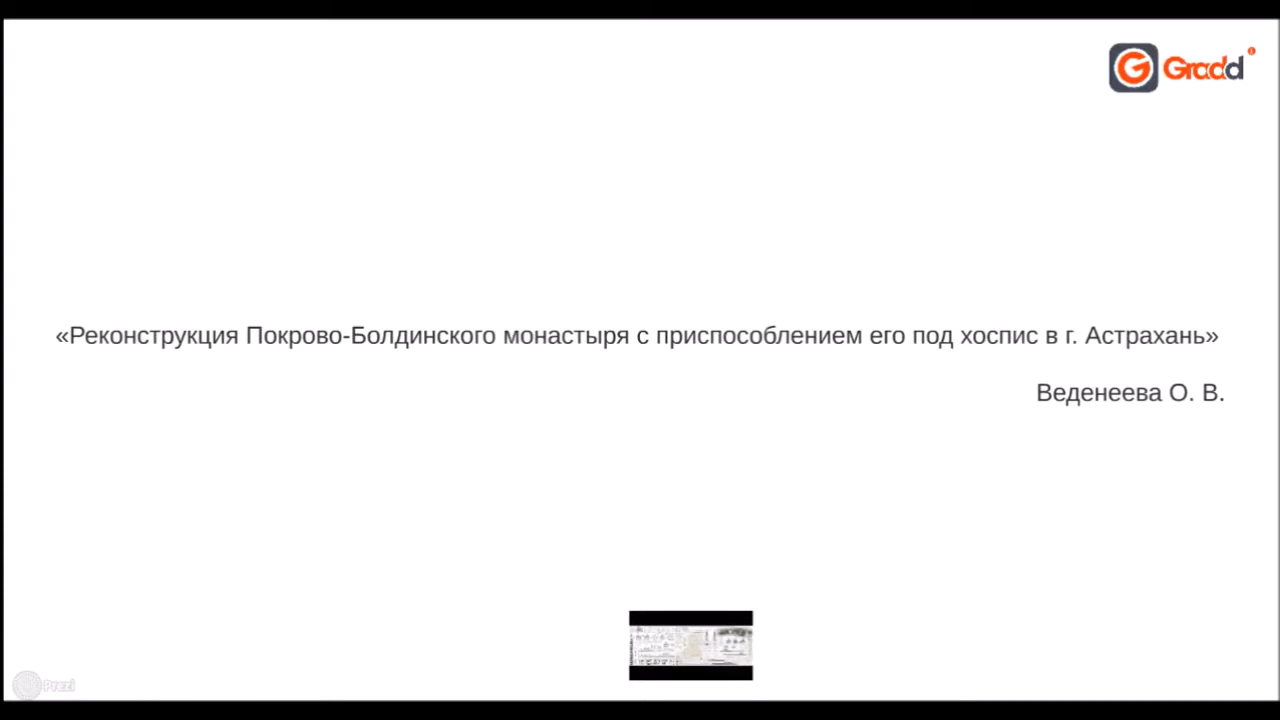 Gradd
«Реконструкция Покрово-Болдинского монастыря с приспособлением его под хоспис в г. Астрахань»
Веденеева О. В.
Prezi